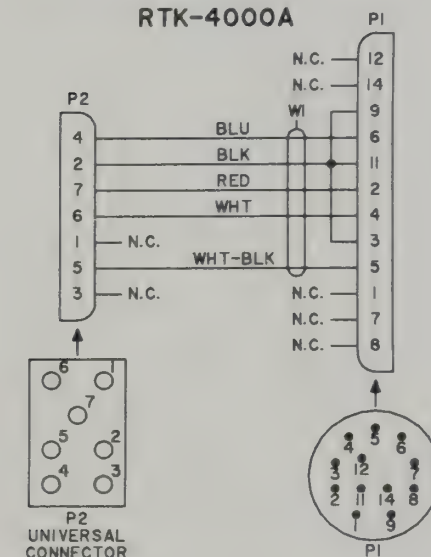 RTK-4000A
P1
N.C. 12
N.C. 14
P2
W1
9
4 BLU 6
2 BLK 11
7 RED 2
6 WHT 4
1 N.C.
3
5 WHT-BLK 5
3 N.C.
N.C. 1
N.C. 7
N.C. 8
6 1
7
5 2
4 3
P2
UNIVERSAL
CONNECTOR
5
4 6
3 12 7
2 11 14 8
1 9
P1